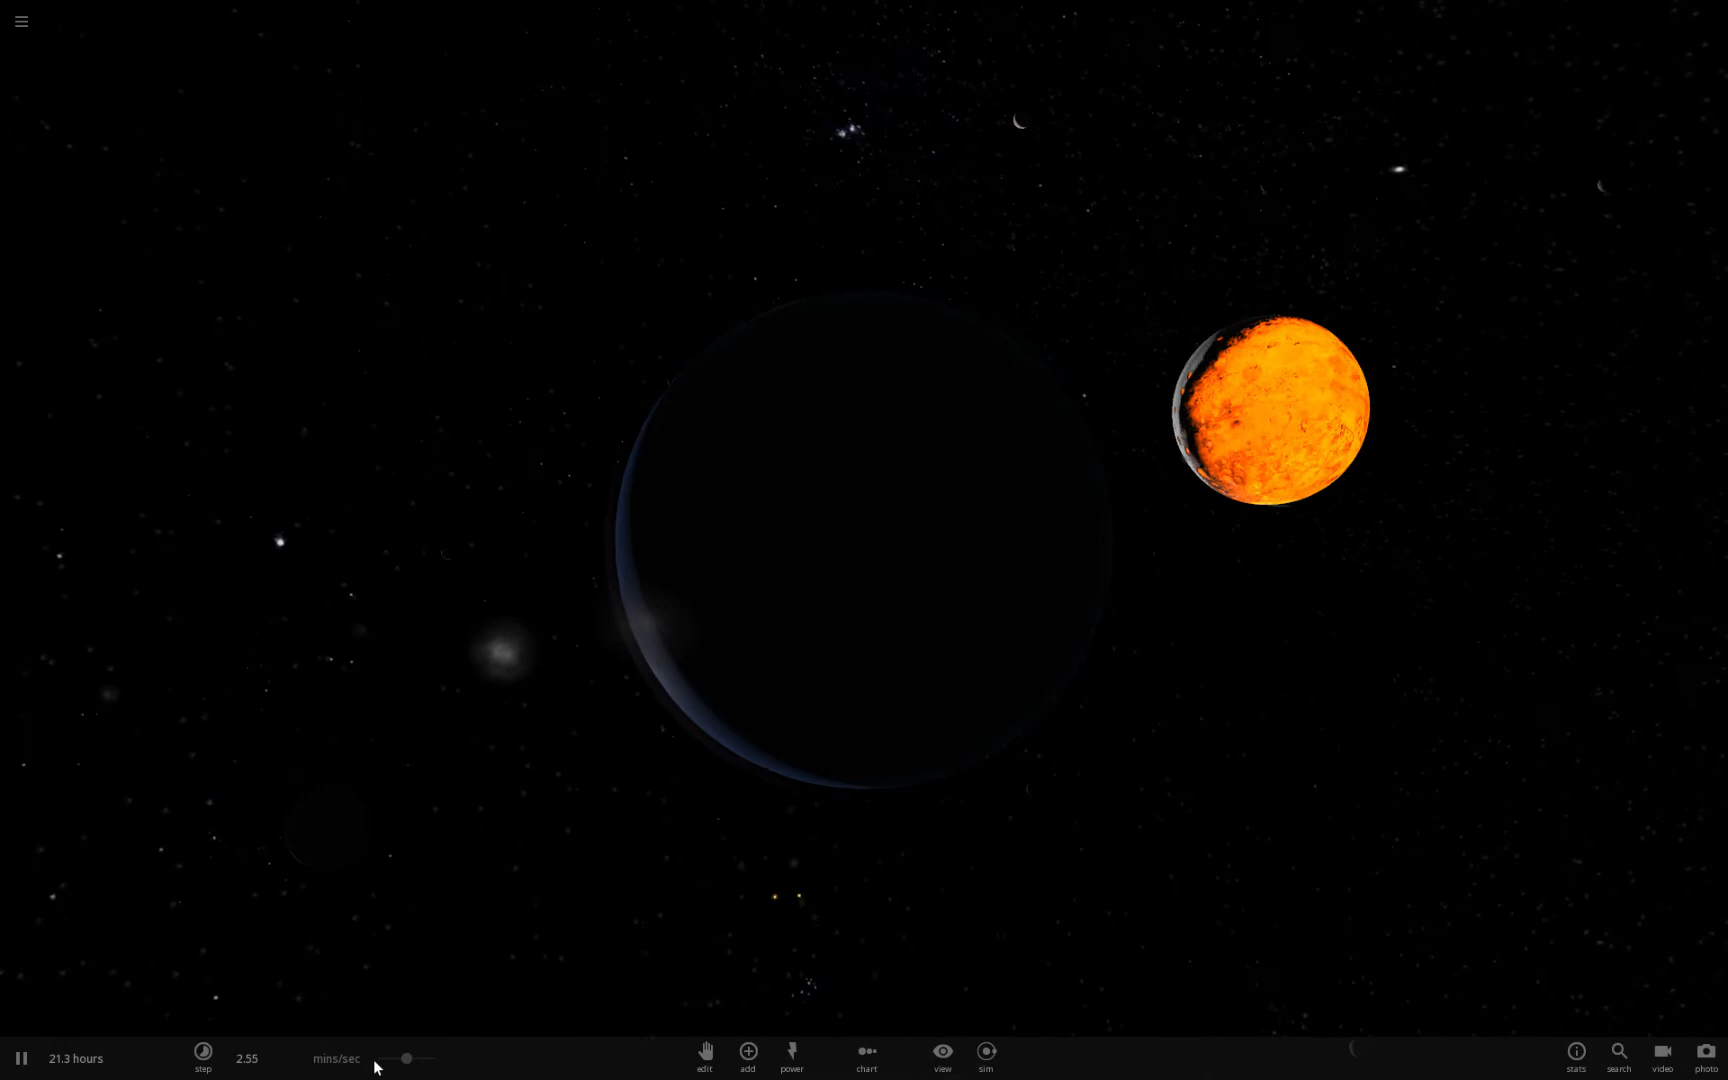 21.3 hours
step
2.55
mins/sec
edit
add
power
chart
view
sim
stats
search
video
photo